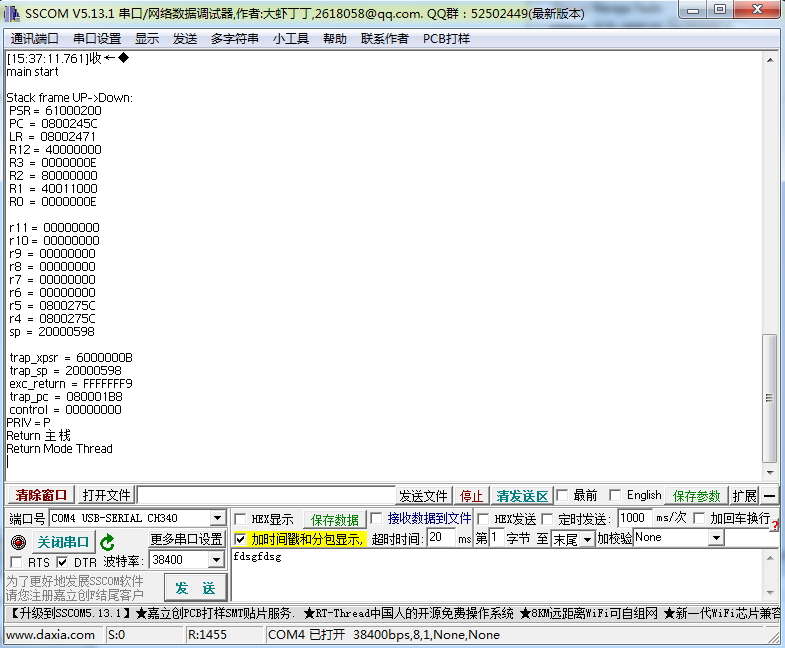 SSCOM V5.13.1 串口/网络数据调试器,作者:大虾丁丁,2618058@qq.com. QQ群：52502449(最新版本)
通讯端口 串口设置 显示 发送 多字符串 小工具 帮助 联系作者 PCB打样
[15:37:11.761]收←◆
main start
Stack frame UP->Down:
PSR = 61000200
PC = 0800245C
LR = 08002471
R12 = 40000000
R3 = 0000000E
R2 = 80000000
R1 = 40011000
R0 = 0000000E
r11 = 00000000
r10 = 00000000
r9 = 00000000
r8 = 00000000
r7 = 00000000
r6 = 00000000
r5 = 0800275C
r4 = 0800275C
sp = 20000598
trap_xpsr = 6000000B
trap_sp = 20000598
exc_return = FFFFFFF9
trap_pc = 080001B8
control = 00000000
PRIV = P
Return 主栈
Return Mode Thread
清除窗口 打开文件 发送文件 停止 清发送区 最前 English 保存参数 扩展 —
端口号 COM4 USB-SERIAL CH340 HEX显示 保存数据 接收数据到文件 HEX发送 定时发送: 1000 ms/次 加回车换行
关闭串口 更多串口设置 加时间戳和分包显示, 超时时间: 20 ms 第 1 字节 至 末尾 加校验 None
RTS DTR 波特率: 38400 fdsgfdsg
为了更好地发展SSCOM软件
请您注册嘉立创F结尾客户
发 送
【升级到SSCOM5.13.1】★嘉立创PCB打样SMT贴片服务. ★RT-Thread中国人的开源免费操作系统 ★8KM远距离WiFi可自组网 ★新一代WiFi芯片兼容
www.daxia.com S:0 R:1455 COM4 已打开 38400bps,8,1,None,None